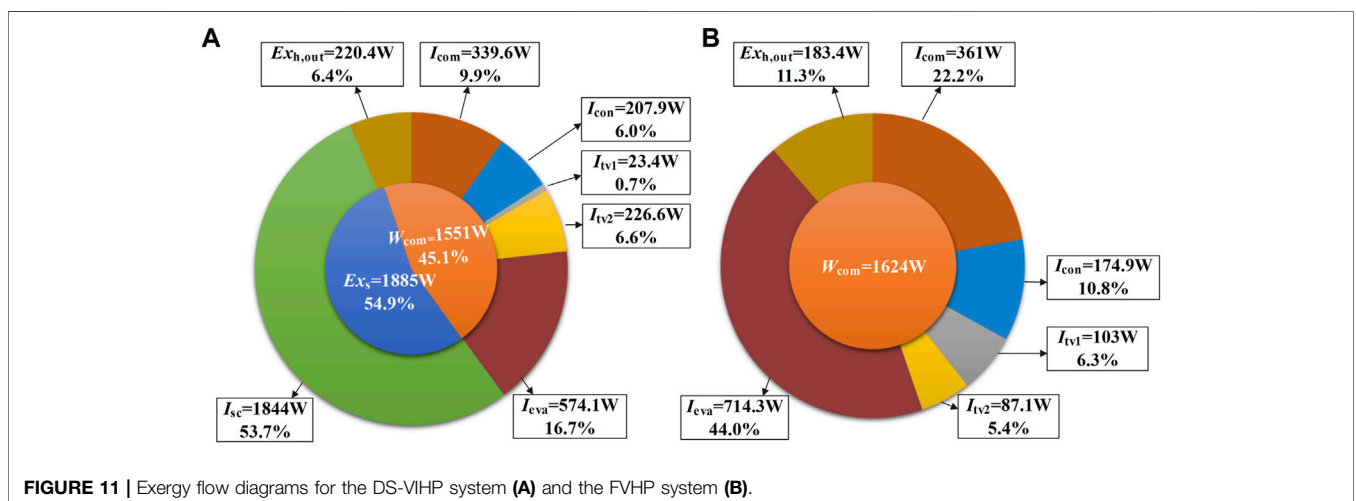 A
B
Exh,out=220.4W
6.4%
Icom=339.6W
9.9%
Icon=207.9W
6.0%
Itv1=23.4W
0.7%
Itv2=226.6W
6.6%
Wcom=1551W
45.1%
Exs=1885W
54.9%
Isc=1844W
53.7%
Ieva=574.1W
16.7%
Exh,out=183.4W
11.3%
Icom=361W
22.2%
Wcom=1624W
Icon=174.9W
10.8%
Itv1=103W
6.3%
Itv2=87.1W
5.4%
Ieva=714.3W
44.0%
FIGURE 11 | Exergy flow diagrams for the DS-VIHP system (A) and the FVHP system (B).